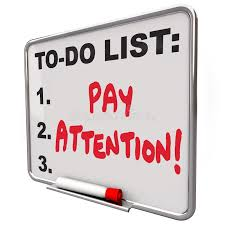 TO-DO LIST:
1. PAY
2. ATTENTION!
3.